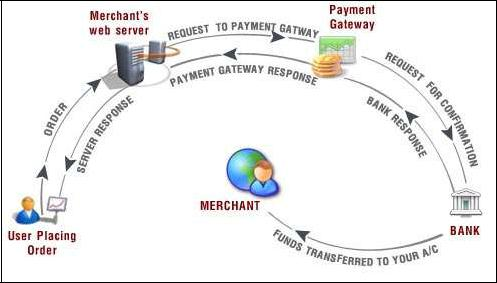 Merchant's
web server
Payment
Gateway
REQUEST TO PAYMENT GATWAY
PAYMENT GATEWAY RESPONSE
REQUEST FOR CONFIRMATION
BANK RESPONSE
ORDER
SERVER RESPONSE
MERCHANT
User Placing
Order
BANK
FUNDS TRANSFERRED TO YOUR A/C